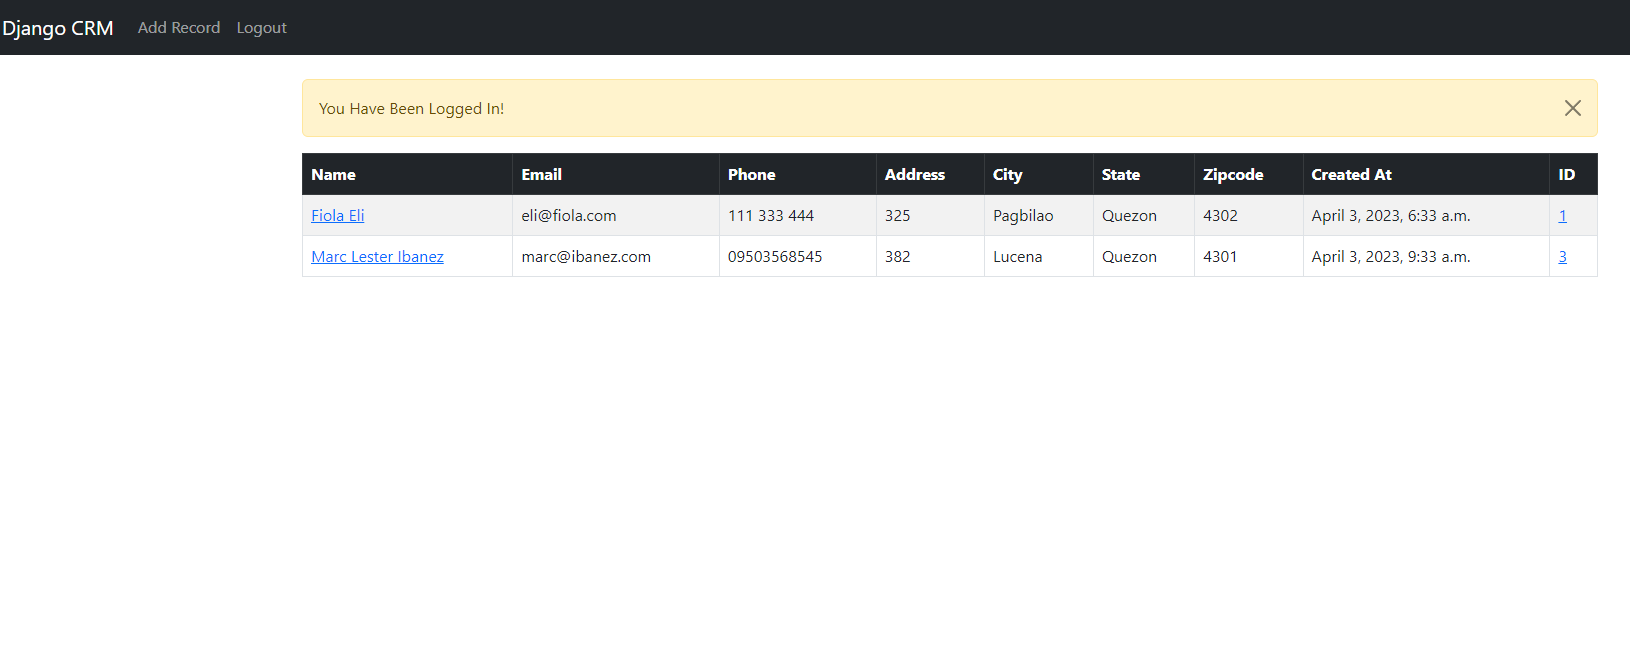 Django CRM Add Record Logout
You Have Been Logged In!
Name Email Phone Address City State Zipcode Created At ID
Fiola Eli eli@fiola.com 111 333 444 325 Pagbilao Quezon 4302 April 3, 2023, 6:33 a.m. 1
Marc Lester Ibanez marc@ibanez.com 09503568545 382 Lucena Quezon 4301 April 3, 2023, 9:33 a.m. 3